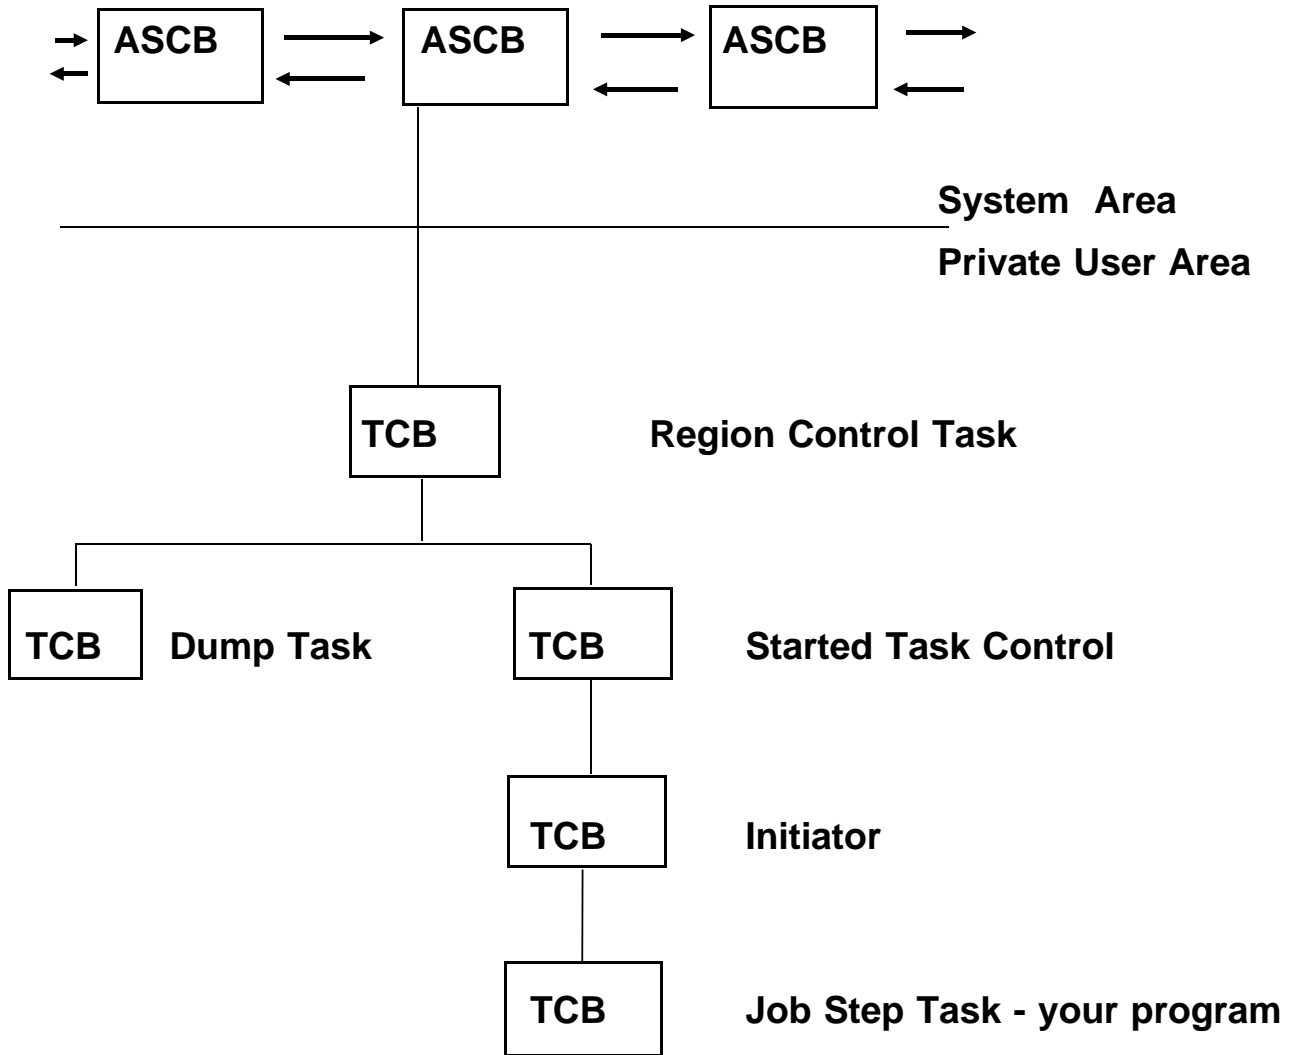 ASCB
ASCB
ASCB
System Area
Private User Area
TCB
Region Control Task
TCB
Dump Task
TCB
Started Task Control
TCB
Initiator
TCB
Job Step Task - your program